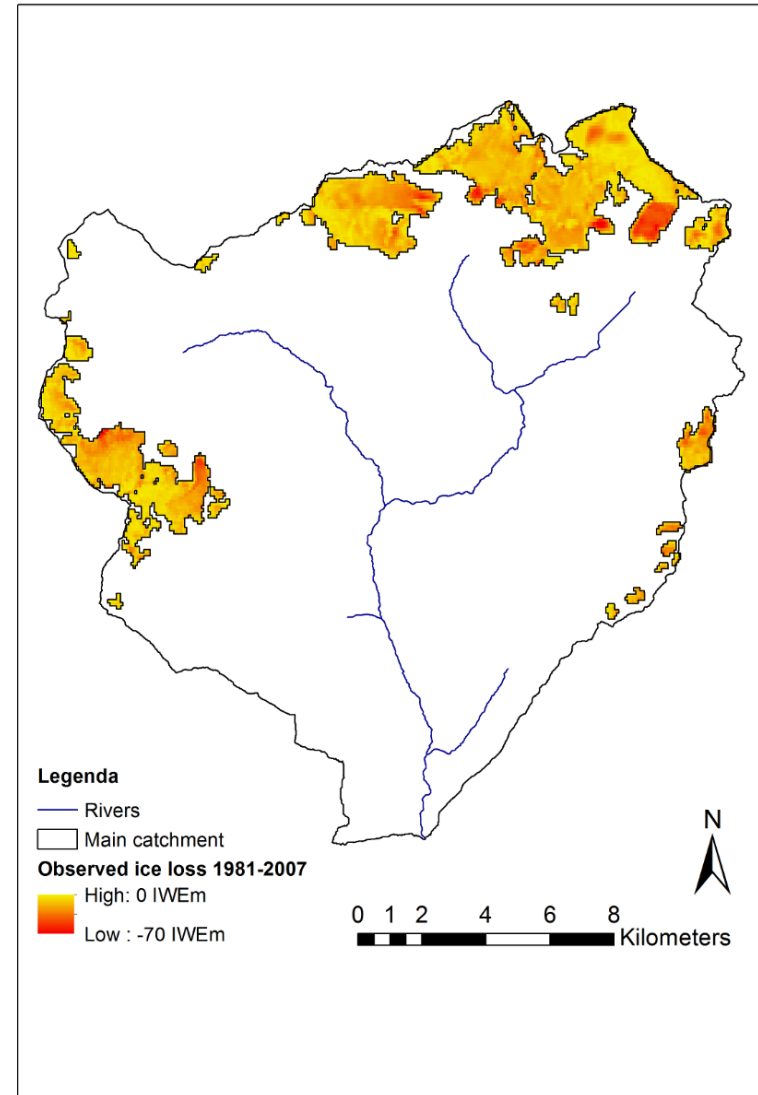 Legenda
Rivers
Main catchment
Observed ice loss 1981-2007
High: 0 IWEm
Low : -70 IWEm
N
0 1 2 4 6 8
Kilometers